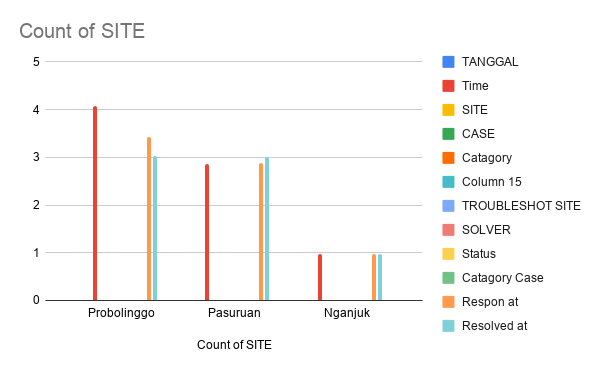 Count of SITE
5
4
3
2
1
0
Probolinggo
Pasuruan
Nganjuk
Count of SITE
TANGGAL
Time
SITE
CASE
Catagory
Column 15
TROUBLESHOT SITE
SOLVER
Status
Catagory Case
Respon at
Resolved at